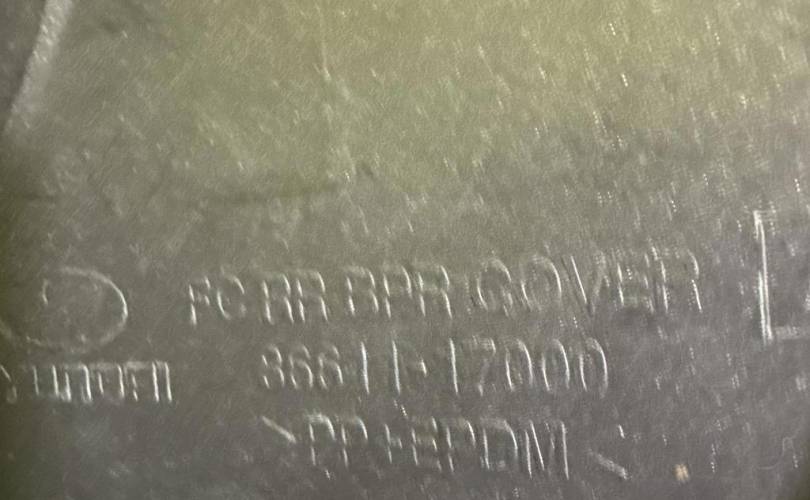 FC RR BPR COVER
86611-17000
>PP+EPDM<